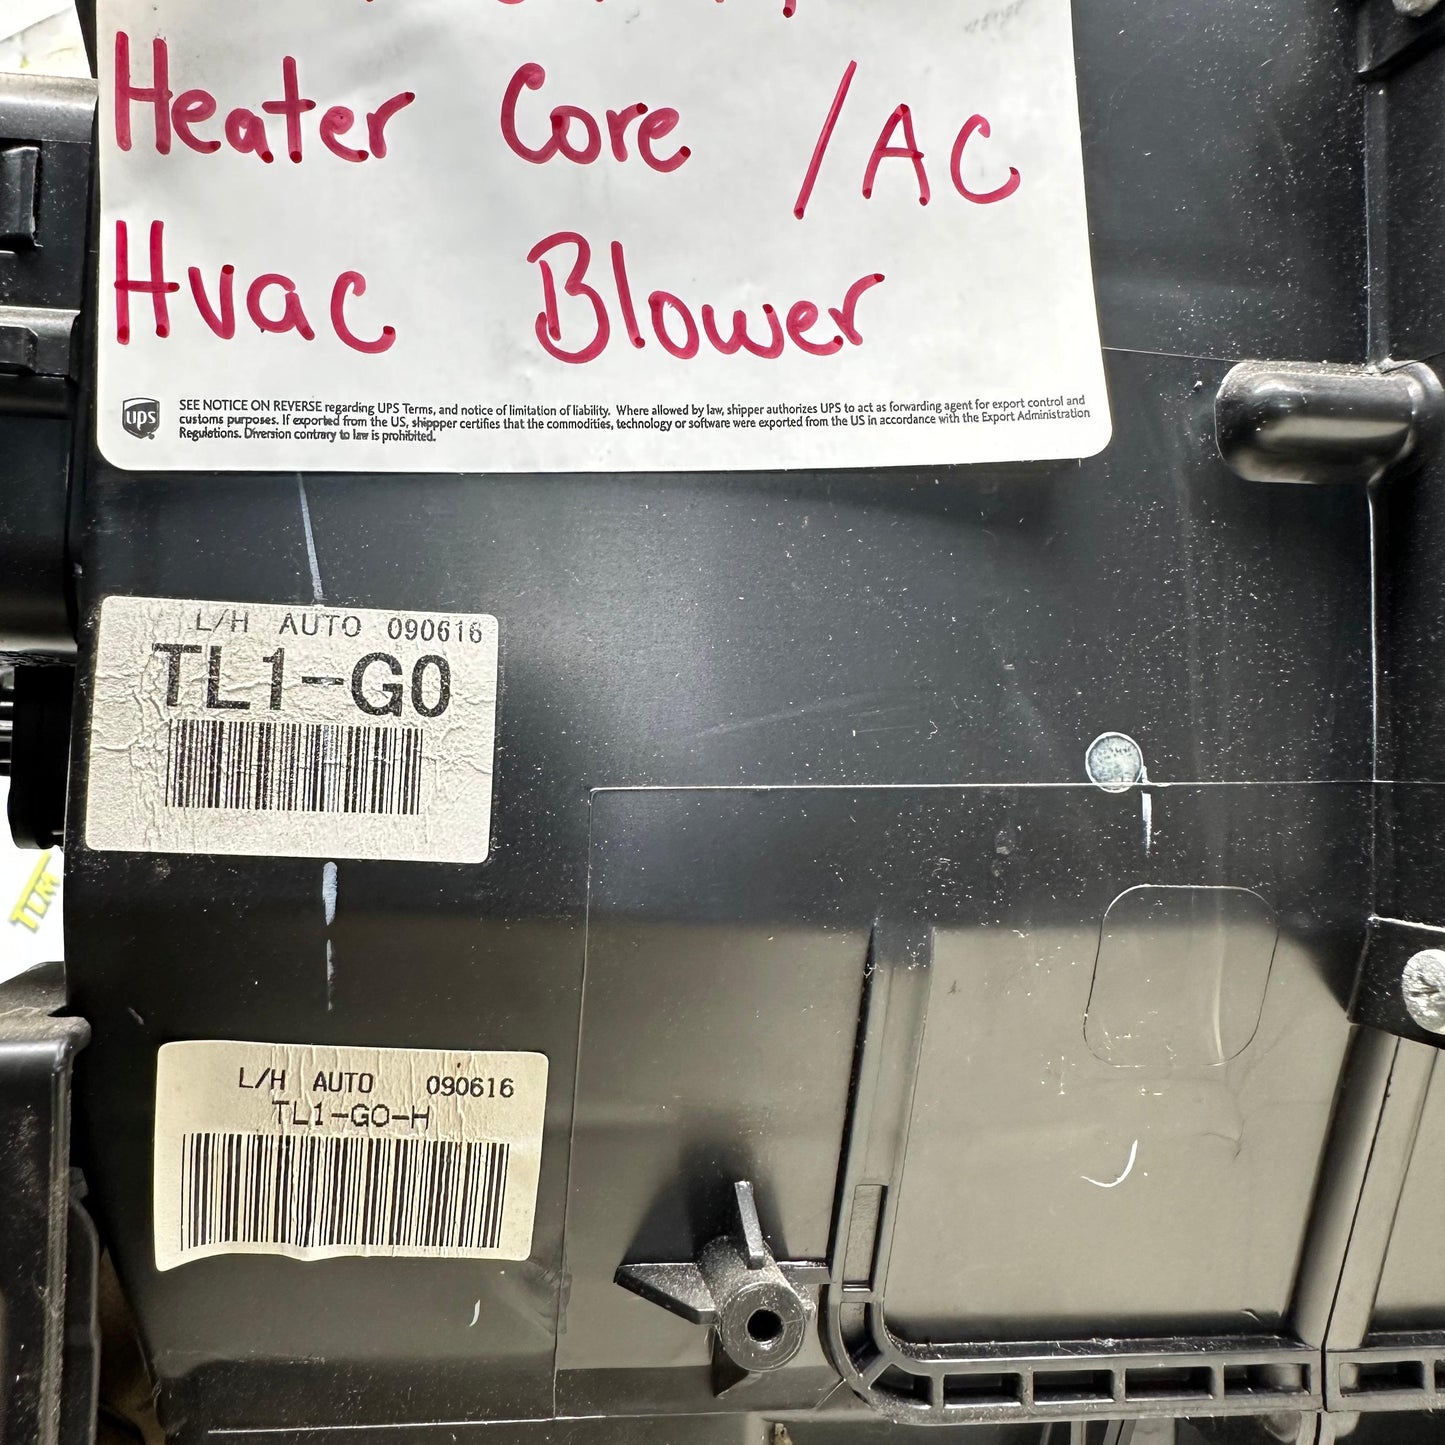 Heater Core /AC
Hvac Blower
ups
SEE NOTICE ON REVERSE regarding UPS Terms, and notice of limitation of liability. Where allowed by law, shipper authorizes UPS to act as forwarding agent for export control and
customs purposes. If exported from the US, shippper certifies that the commodities, technology or software were exported from the US in accordance with the Export Administration
Regulations. Diversion contrary to law is prohibited.
L/H AUTO 090616
TL1-G0
TLM
L/H AUTO 090616
TL1-G0-H